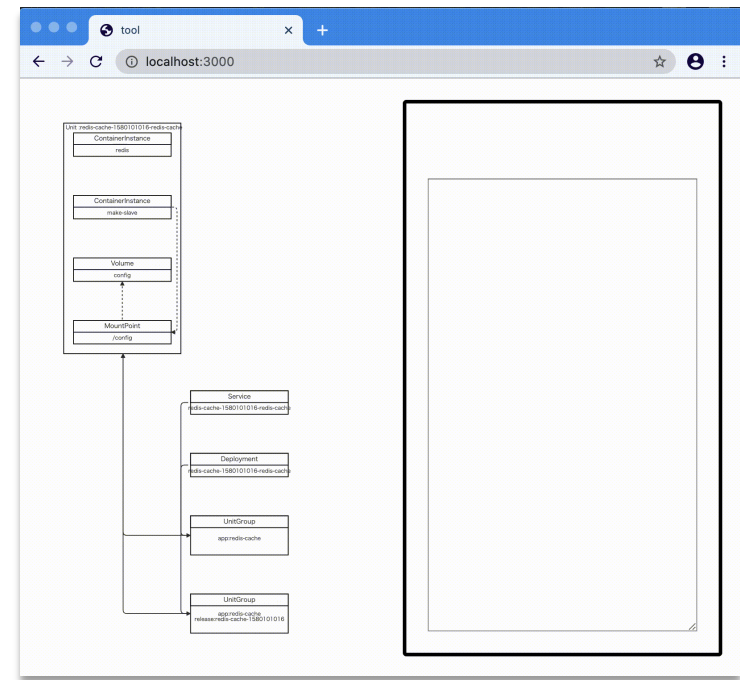 tool
localhost:3000
Unit :redis-cache-1580101016-redis-cache
ContainerInstance
redis
ContainerInstance
make-slave
Volume
config
MountPoint
/config
Service
redis-cache-1580101016-redis-cache
Deployment
redis-cache-1580101016-redis-cache
UnitGroup
app:redis-cache
UnitGroup
app:redis-cache
release:redis-cache-1580101016